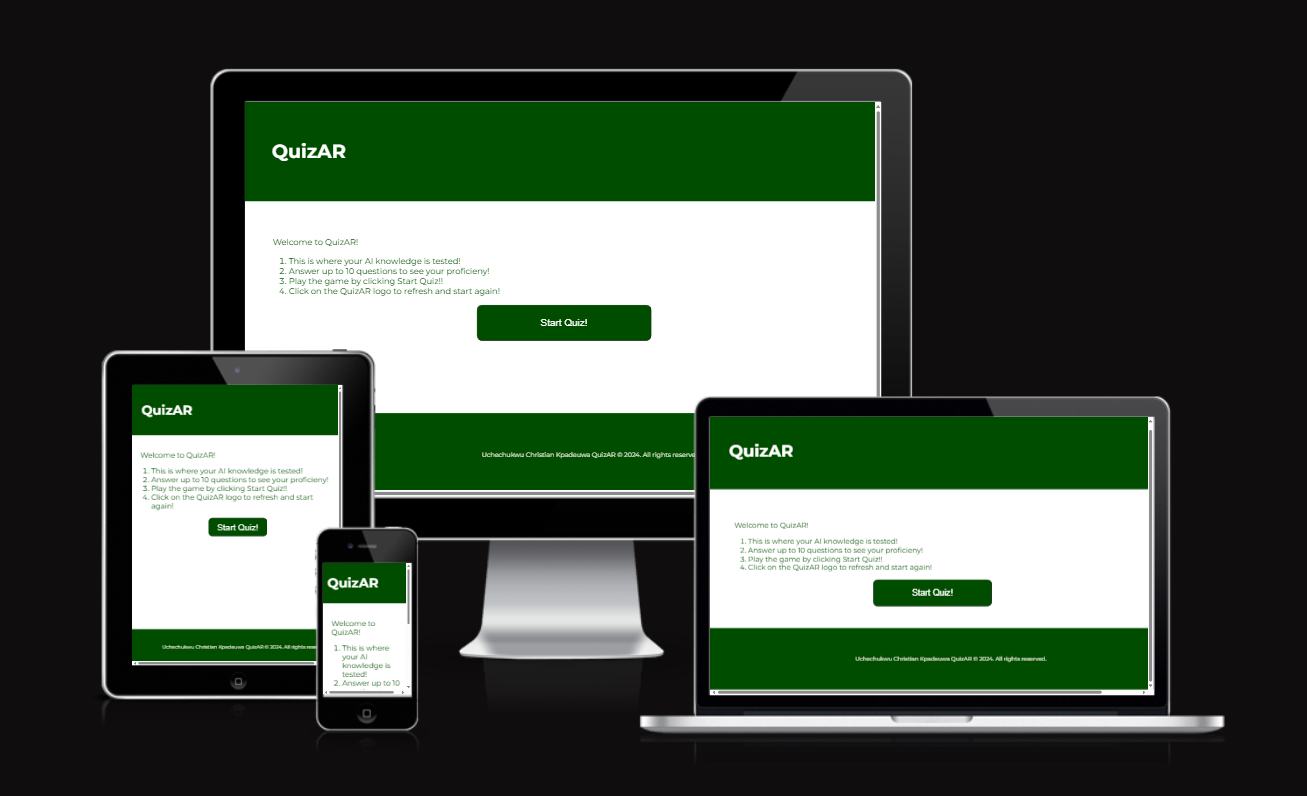 QuizAR
Welcome to QuizAR!
1. This is where your AI knowledge is tested!
2. Answer up to 10 questions to see your proficieny!
3. Play the game by clicking Start Quiz!!
4. Click on the QuizAR logo to refresh and start again!
Start Quiz!
Uchechukwu Christian Kpadeuwa QuizAR © 2024. All rights reserve
QuizAR
Welcome to QuizAR!
1. This is where your AI knowledge is tested!
2. Answer up to 10 questions to see your proficieny!
3. Play the game by clicking Start Quiz!!
4. Click on the QuizAR logo to refresh and start
again!
Start Quiz!
Uchechukwu Christian Kpadeuwa QuizAR © 2024. All rights rese
QuizAR
Welcome to
QuizAR!
1. This is where
your AI
knowledge is
tested!
2. Answer up to 10
QuizAR
Welcome to QuizAR!
1. This is where your AI knowledge is tested!
2. Answer up to 10 questions to see your proficieny!
3. Play the game by clicking Start Quiz!!
4. Click on the QuizAR logo to refresh and start again!
Start Quiz!
Uchechukwu Christian Kpadeuwa QuizAR © 2024. All rights reserved.